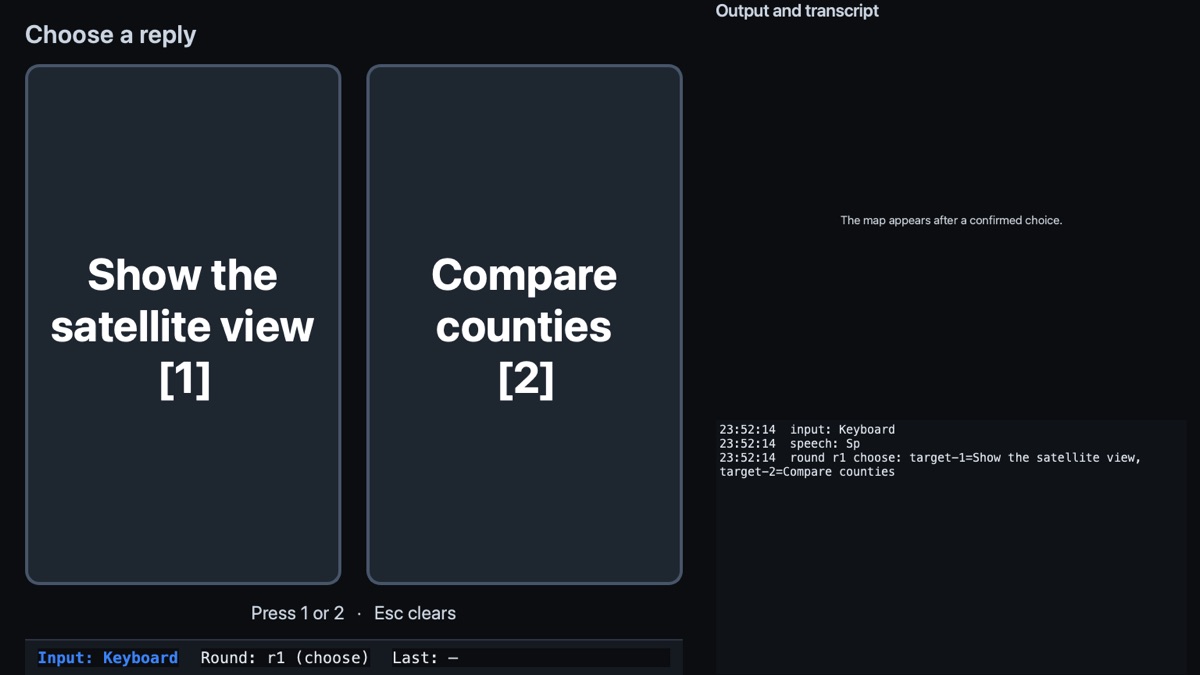 Choose a reply
Show the
satellite view
[1]
Compare
counties
[2]
Press 1 or 2 · Esc clears
Input: Keyboard Round: r1 (choose) Last: —
Output and transcript
The map appears after a confirmed choice.
23:52:14 input: Keyboard
23:52:14 speech: Sp
23:52:14 round r1 choose: target-1=Show the satellite view,
target-2=Compare counties